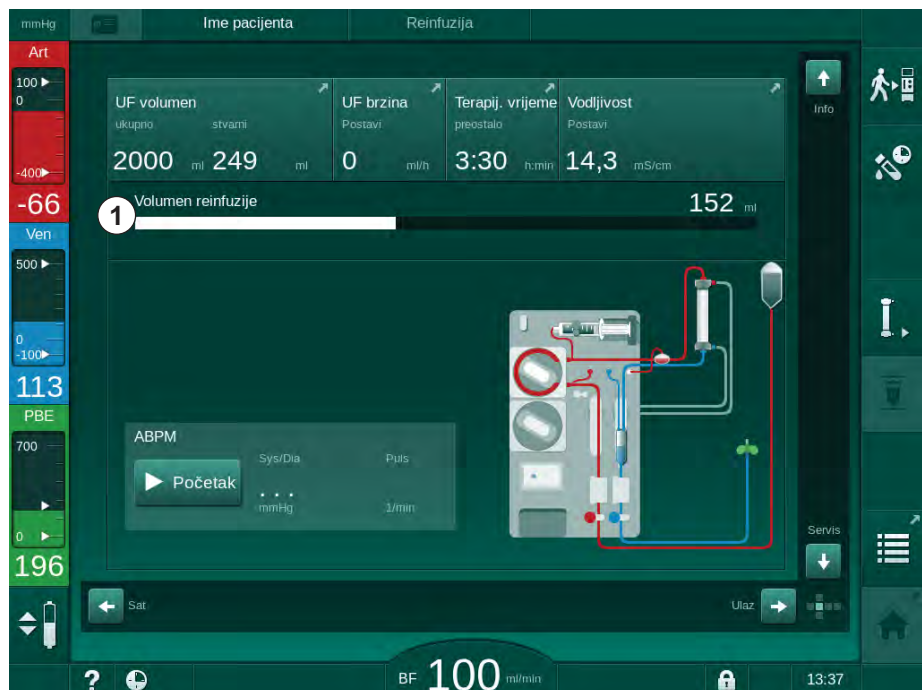 mmHg Ime pacijenta Reinfuzija
Art
100
0
-400
-66
Ven
500
0
-100
113
PBE
700
0
196
UF volumen
ukupno stvarni
2000 ml 249 ml
UF brzina
Postavi
0 ml/h
Terapij. vrijeme
preostalo
3:30 h:min
Vodljivost
Postavi
14,3 mS/cm
1 Volumen reinfuzije 152 ml
ABPM
Sys/Dia Puls
Početak
. . .
mmHg 1/min
Info
Servis
Sat Ulaz
? BF 100 ml/min 13:37